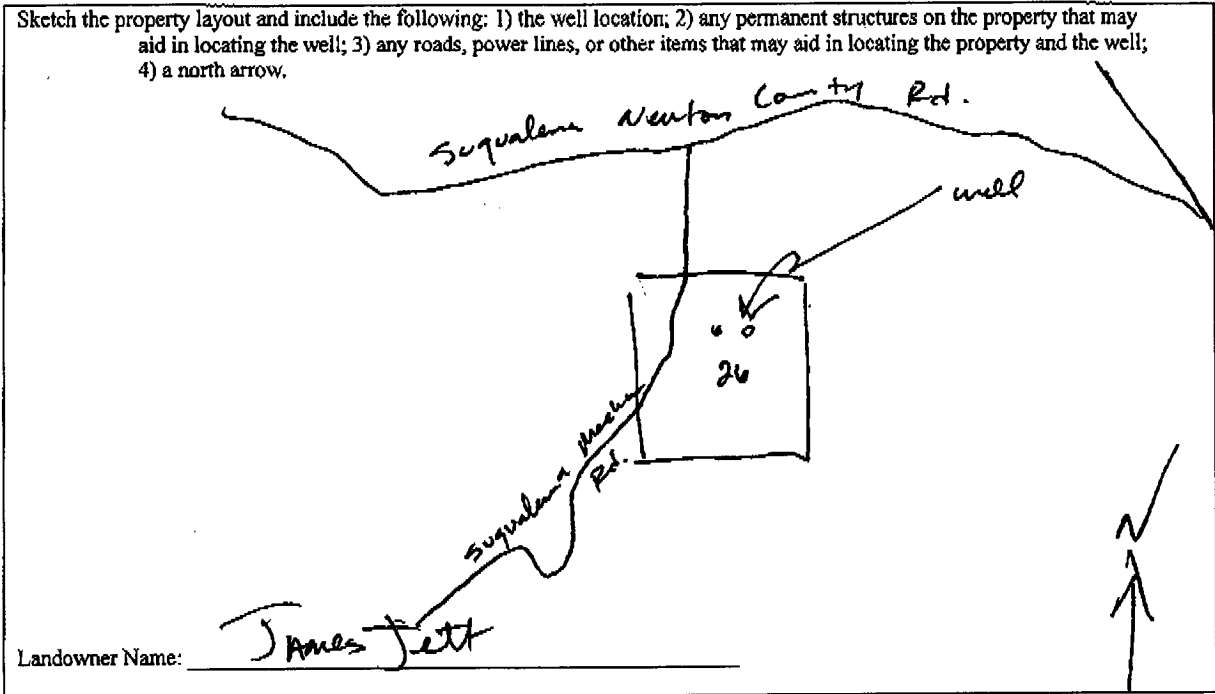 Sketch the property layout and include the following: 1) the well location; 2) any permanent structures on the property that may
aid in locating the well; 3) any roads, power lines, or other items that may aid in locating the property and the well;
4) a north arrow.
Suqualena Newton County Rd.
well
26
Suqualena Rd.
N
Landowner Name: James Jett